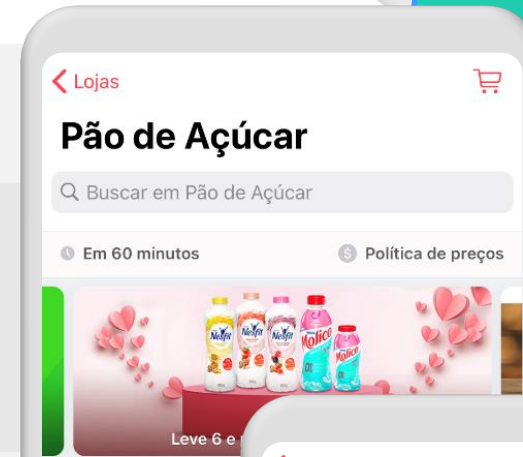 Lojas
Pão de Açúcar
Buscar em Pão de Açúcar
Em 60 minutos
Política de preços
Nesfit Nesfit Nesfit Molico Molico
Leve 6 e